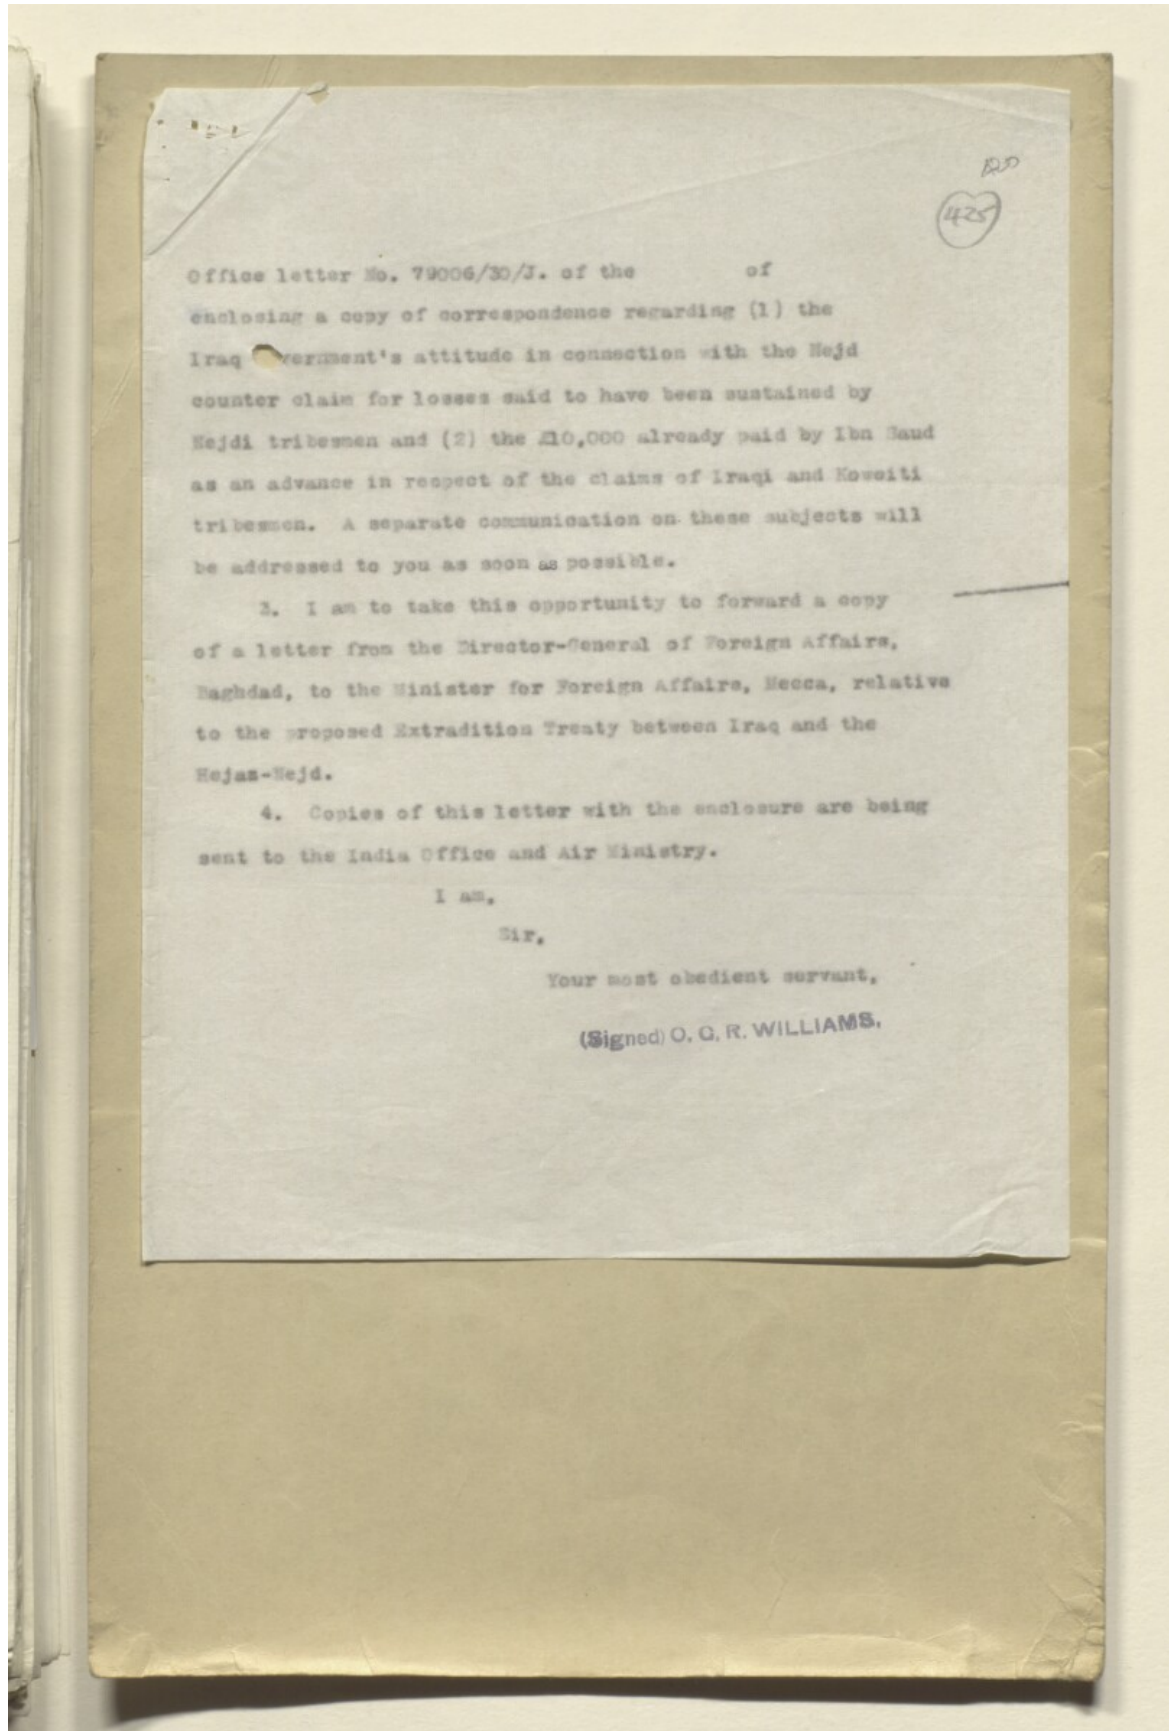 425
Office letter No. 79006/30/J. of the of
enclosing a copy of correspondence regarding (1) the
Iraq vernment's attitude in connection with the Nejd
counter claim for losses said to have been sustained by
Nejdi tribesmen and (2) the £10,000 already paid by Ibn Saud
as an advance in respect of the claims of Iraqi and Koweiti
tribesmen. A separate communication on these subjects will
be addressed to you as soon as possible.
3. I am to take this opportunity to forward a copy
of a letter from the Director-General of Foreign Affairs,
Baghdad, to the Minister for Foreign Affairs, Mecca, relative
to the proposed Extradition Treaty between Iraq and the
Hejaz-Nejd.
4. Copies of this letter with the enclosure are being
sent to the India Office and Air Ministry.
I am,
Sir,
Your most obedient servant,
(Signed) O. G. R. WILLIAMS.